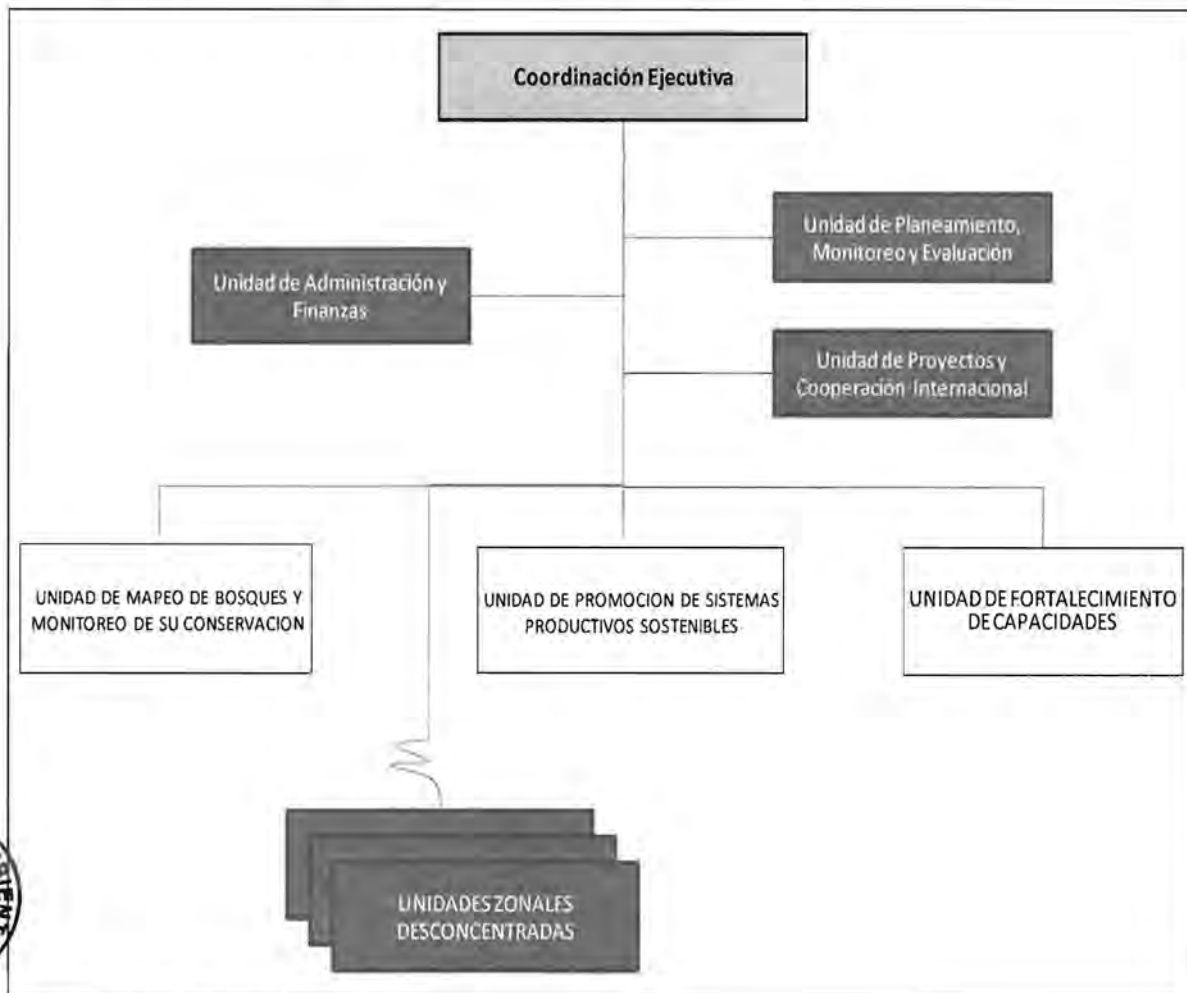 Coordinación Ejecutiva
Unidad de Planeamiento,
Monitoreo y Evaluación
Unidad de Administración y
Finanzas
Unidad de Proyectos y
Cooperación Internacional
UNIDAD DE MAPEO DE BOSQUES Y
MONITOREO DE SU CONSERVACION
UNIDAD DE PROMOCION DE SISTEMAS
PRODUCTIVOS SOSTENIBLES
UNIDAD DE FORTALECIMIENTO
DE CAPACIDADES
UNIDADES ZONALES
DESCONCENTRADAS